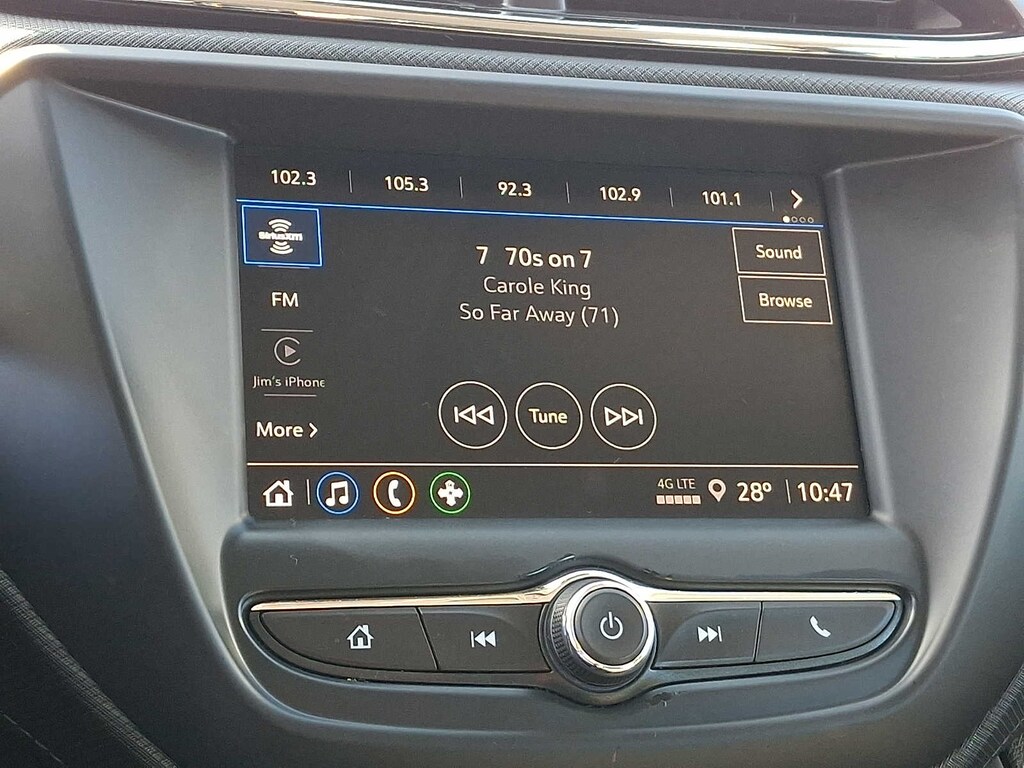 102.3 105.3 92.3 102.9 101.1
SiriusXM
7 70s on 7
Sound
Carole King
FM
Browse
So Far Away (71)
Jim's iPhone
Tune
More
4G LTE
28° 10:47